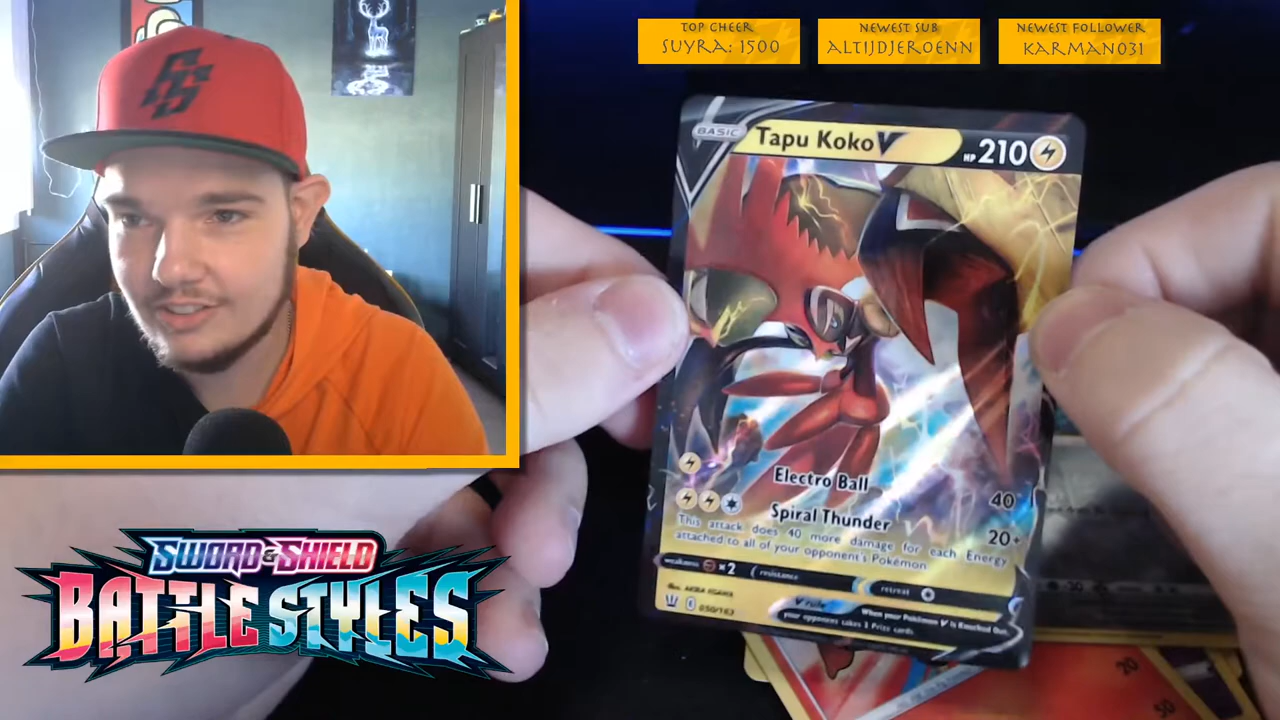 TOP CHEER
SUYRA: 1500
NEWEST SUB
ALTIJDJEROENN
NEWEST FOLLOWER
KARMAN031
BASIC
Tapu Koko V
HP 210
Electro Ball 40
Spiral Thunder 20+
This attack does 40 more damage for each Energy
attached to all of your opponent's Pokémon
weakness ×2 resistance retreat
050/163
V rule
When your Pokémon V is Knocked Out,
your opponent takes 2 Prize cards
20
50
SWORD & SHIELD
BATTLE STYLES